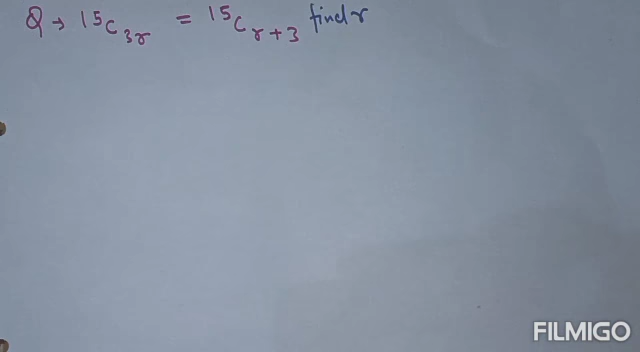 Q → ¹⁵C₃ᵣ = ¹⁵Cᵣ₊₃ find r
FILMIGO